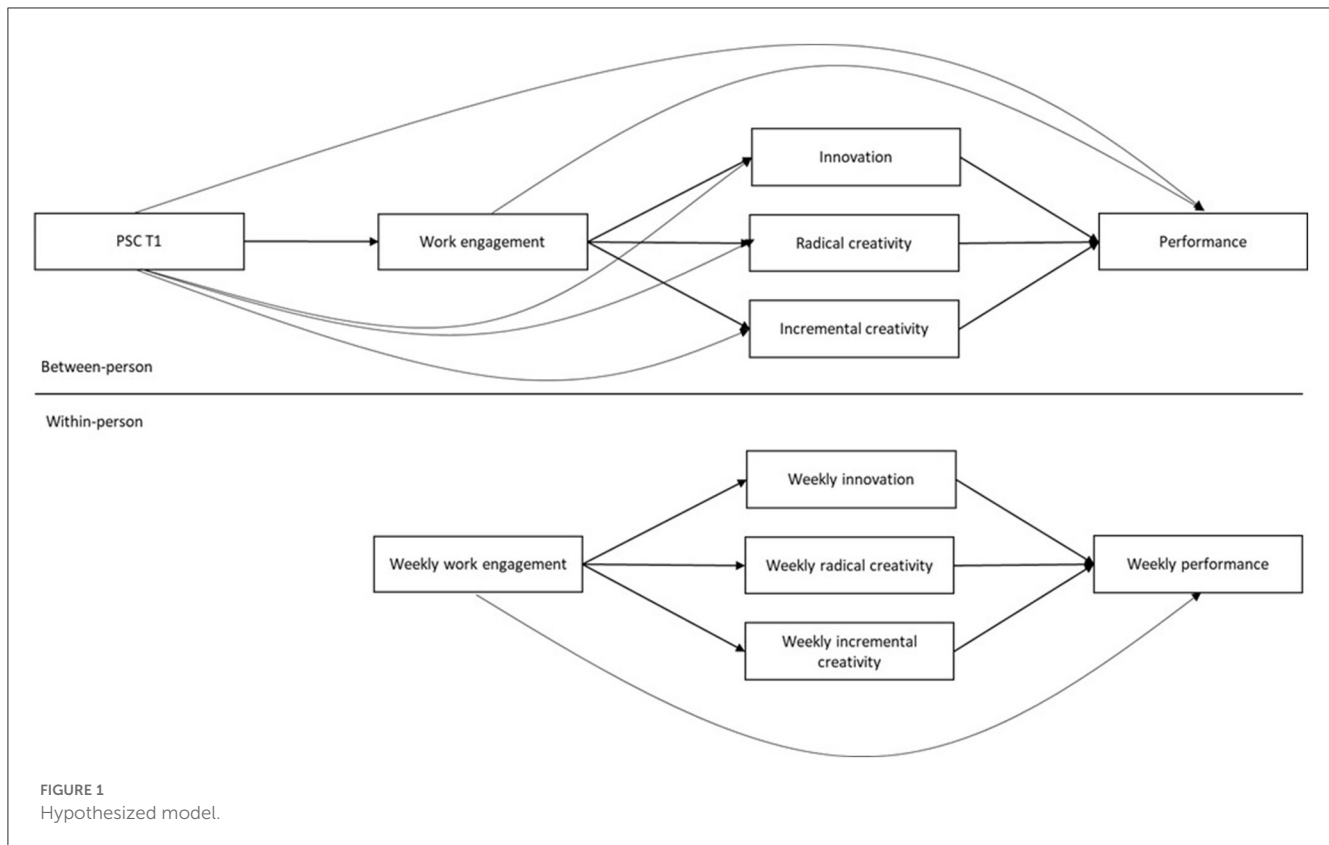 Innovation
PSC T1
Work engagement
Radical creativity
Performance
Incremental creativity
Between-person
Within-person
Weekly innovation
Weekly work engagement
Weekly radical creativity
Weekly performance
Weekly incremental
creativity
FIGURE 1
Hypothesized model.